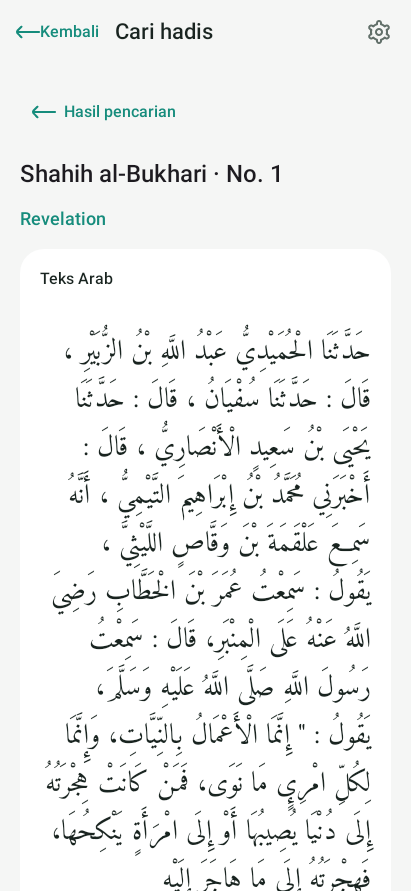 Kembali Cari hadis
Hasil pencarian
Shahih al-Bukhari · No. 1
Revelation
Teks Arab
حَدَّثَنَا الْحُمَيْدِيُّ عَبْدُ اللَّهِ بْنُ الزُّبَيْرِ ،
قَالَ : حَدَّثَنَا سُفْيَانُ ، قَالَ : حَدَّثَنَا
يَحْيَى بْنُ سَعِيدٍ الْأَنْصَارِيُّ ، قَالَ :
أَخْبَرَنِي مُحَمَّدُ بْنُ إِبْرَاهِيمَ التَّيْمِيُّ ، أَنَّهُ
سَمِعَ عَلْقَمَةَ بْنَ وَقَّاصٍ اللَّيْثِيَّ ،
يَقُولُ : سَمِعْتُ عُمَرَ بْنَ الْخَطَّابِ رَضِيَ
اللَّهُ عَنْهُ عَلَى الْمِنْبَرِ، قَالَ : سَمِعْتُ
رَسُولَ اللَّهِ صَلَّى اللَّهُ عَلَيْهِ وَسَلَّمَ،
يَقُولُ : " إِنَّمَا الْأَعْمَالُ بِالنِّيَّاتِ، وَإِنَّمَا
لِكُلِّ امْرِئٍ مَا نَوَى، فَمَنْ كَانَتْ هِجْرَتُهُ
إِلَى دُنْيَا يُصِيبُهَا أَوْ إِلَى امْرَأَةٍ يَنْكِحُهَا،
فَهِجْرَتُهُ إِلَى مَا هَاجَرَ إِلَيْهِ